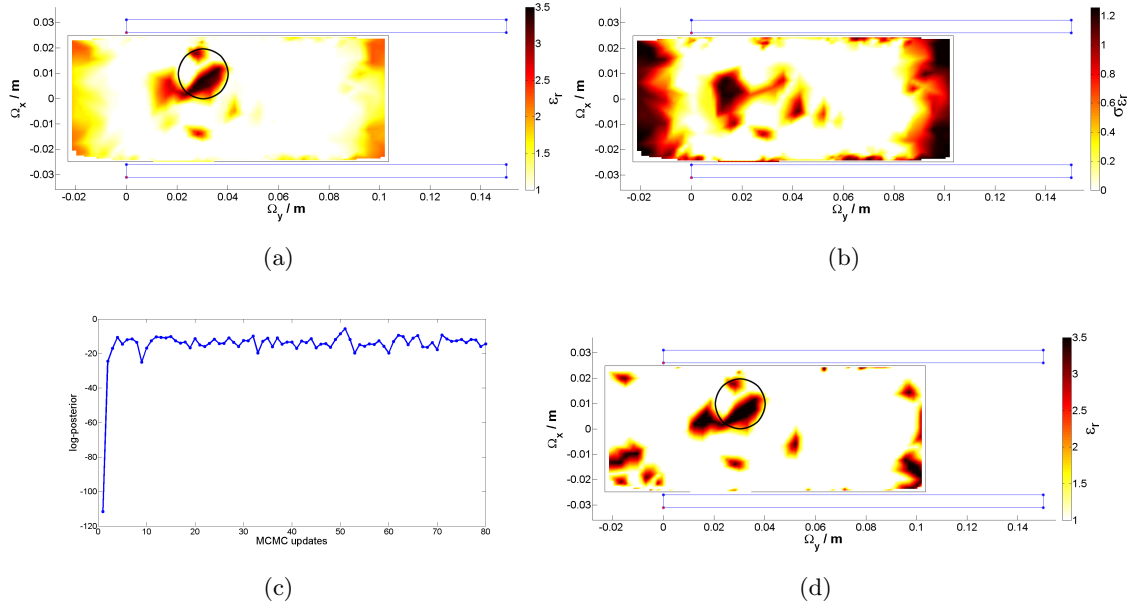 0.03
0.02
0.01
0
-0.01
-0.02
-0.03
Ωx / m
-0.02 0 0.02 0.04 0.06 0.08 0.1 0.12 0.14
Ωy / m
3.5
3
2.5
2
1.5
1
εr
(a)
0.03
0.02
0.01
0
-0.01
-0.02
-0.03
Ωx / m
-0.02 0 0.02 0.04 0.06 0.08 0.1 0.12 0.14
Ωy / m
1.2
1
0.8
0.6
0.4
0.2
0
σεr
(b)
0
-20
-40
-60
-80
-100
-120
log-posterior
0 10 20 30 40 50 60 70 80
MCMC updates
(c)
0.03
0.02
0.01
0
-0.01
-0.02
-0.03
Ωx / m
-0.02 0 0.02 0.04 0.06 0.08 0.1 0.12 0.14
Ωy / m
3.5
3
2.5
2
1.5
1
εr
(d)